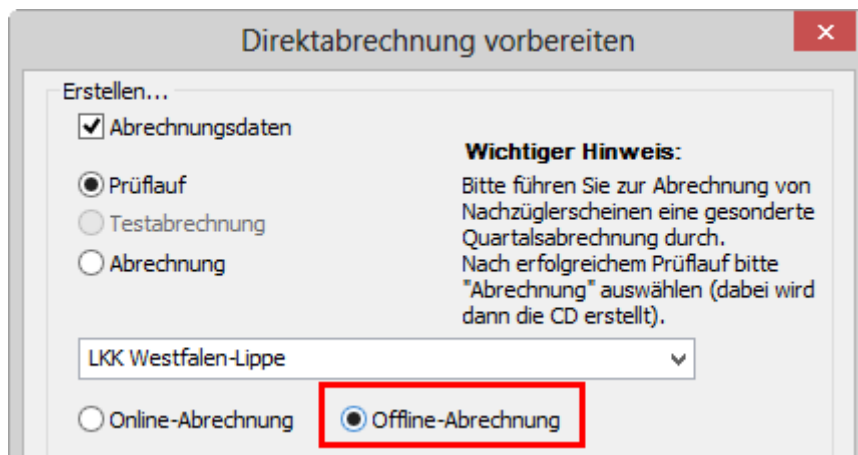 Direktabrechnung vorbereiten
Erstellen...
Abrechnungsdaten
Prüflauf
Testabrechnung
Abrechnung
Wichtiger Hinweis:
Bitte führen Sie zur Abrechnung von
Nachzüglerscheinen eine gesonderte
Quartalsabrechnung durch.
Nach erfolgreichem Prüflauf bitte
"Abrechnung" auswählen (dabei wird
dann die CD erstellt).
LKK Westfalen-Lippe
Online-Abrechnung
Offline-Abrechnung